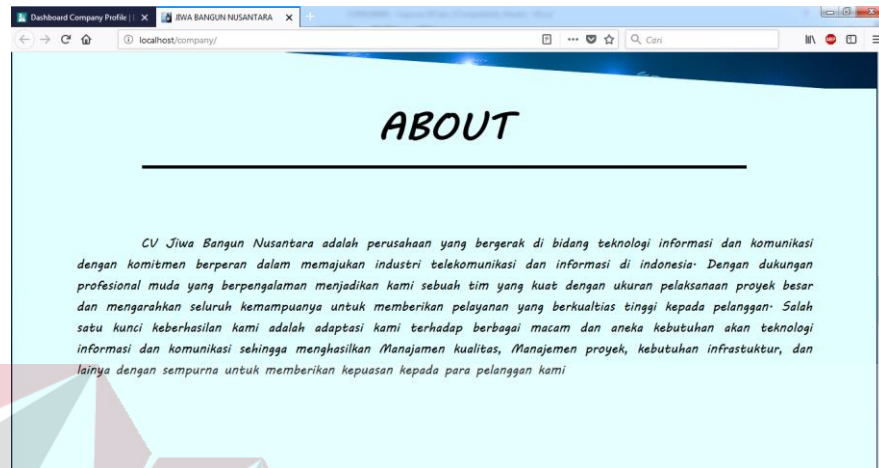 Dashboard Company Profile |
JIWA BANGUN NUSANTARA
localhost/company/
Cari
ABOUT
CV Jiwa Bangun Nusantara adalah perusahaan yang bergerak di bidang teknologi informasi dan komunikasi
dengan komitmen berperan dalam memajukan industri telekomunikasi dan informasi di indonesia. Dengan dukungan
profesional muda yang berpengalaman menjadikan kami sebuah tim yang kuat dengan ukuran pelaksanaan proyek besar
dan mengarahkan seluruh kemampuanya untuk memberikan pelayanan yang berkualtias tinggi kepada pelanggan. Salah
satu kunci keberhasilan kami adalah adaptasi kami terhadap berbagai macam dan aneka kebutuhan akan teknologi
informasi dan komunikasi sehingga menghasilkan Manajamen kualitas, Manajemen proyek, kebutuhan infrastuktur, dan
lainya dengan sempurna untuk memberikan kepuasan kepada para pelanggan kami